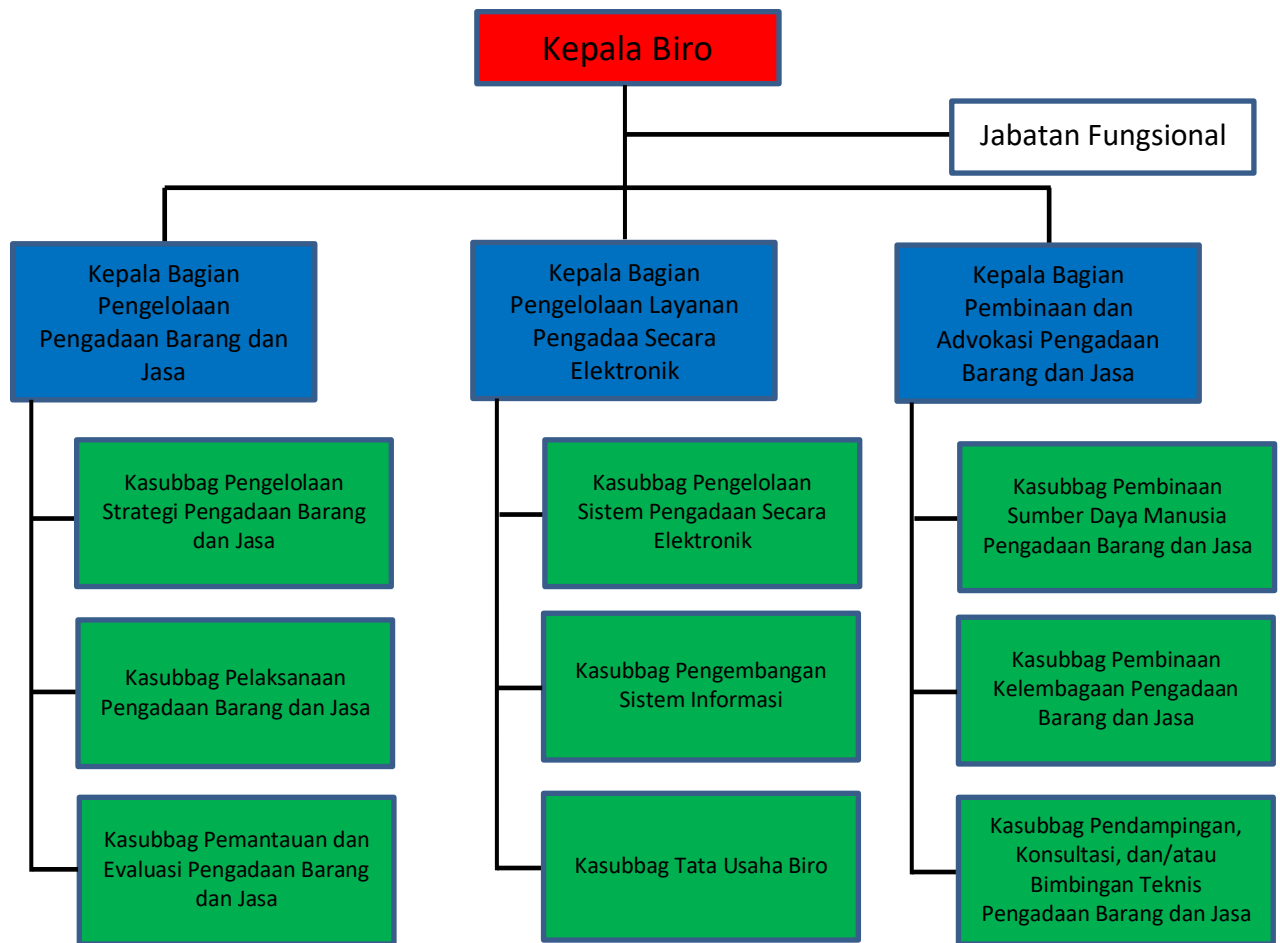 Kepala Biro
Jabatan Fungsional
Kepala Bagian
Pengelolaan
Pengadaan Barang dan
Jasa
Kepala Bagian
Pengelolaan Layanan
Pengadaa Secara
Elektronik
Kepala Bagian
Pembinaan dan
Advokasi Pengadaan
Barang dan Jasa
Kasubbag Pengelolaan
Strategi Pengadaan Barang
dan Jasa
Kasubbag Pengelolaan
Sistem Pengadaan Secara
Elektronik
Kasubbag Pembinaan
Sumber Daya Manusia
Pengadaan Barang dan Jasa
Kasubbag Pelaksanaan
Pengadaan Barang dan Jasa
Kasubbag Pengembangan
Sistem Informasi
Kasubbag Pembinaan
Kelembagaan Pengadaan
Barang dan Jasa
Kasubbag Pemantauan dan
Evaluasi Pengadaan Barang
dan Jasa
Kasubbag Tata Usaha Biro
Kasubbag Pendampingan,
Konsultasi, dan/atau
Bimbingan Teknis
Pengadaan Barang dan Jasa